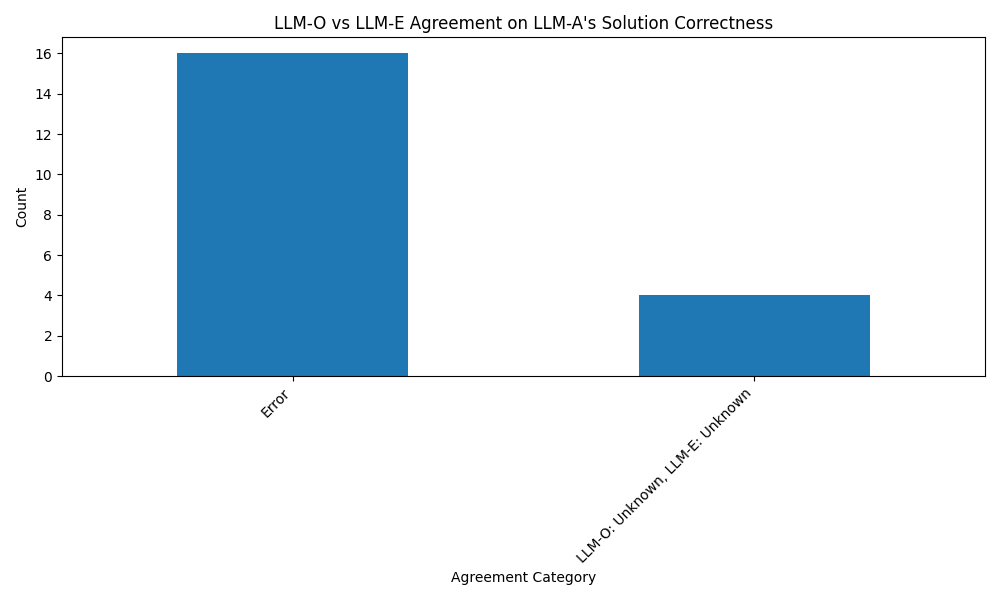 LLM-O vs LLM-E Agreement on LLM-A's Solution Correctness
Count
16
14
12
10
8
6
4
2
0
Error
LLM-O: Unknown, LLM-E: Unknown
Agreement Category